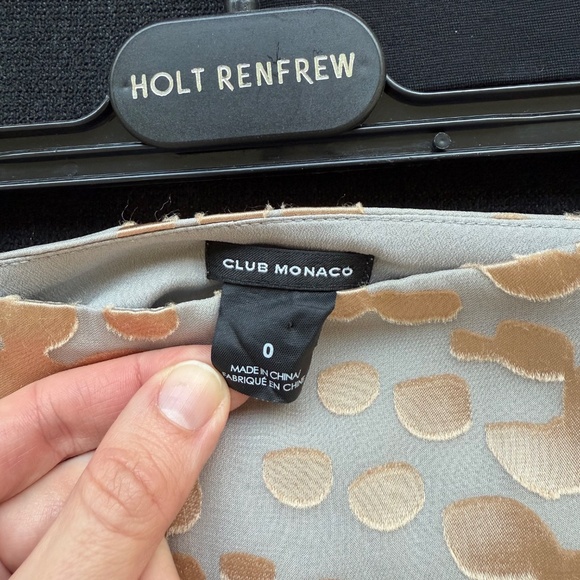 HOLT RENFREW
CLUB MONACO
0
MADE IN CHINA/
FABRIQUÉ EN CHINE